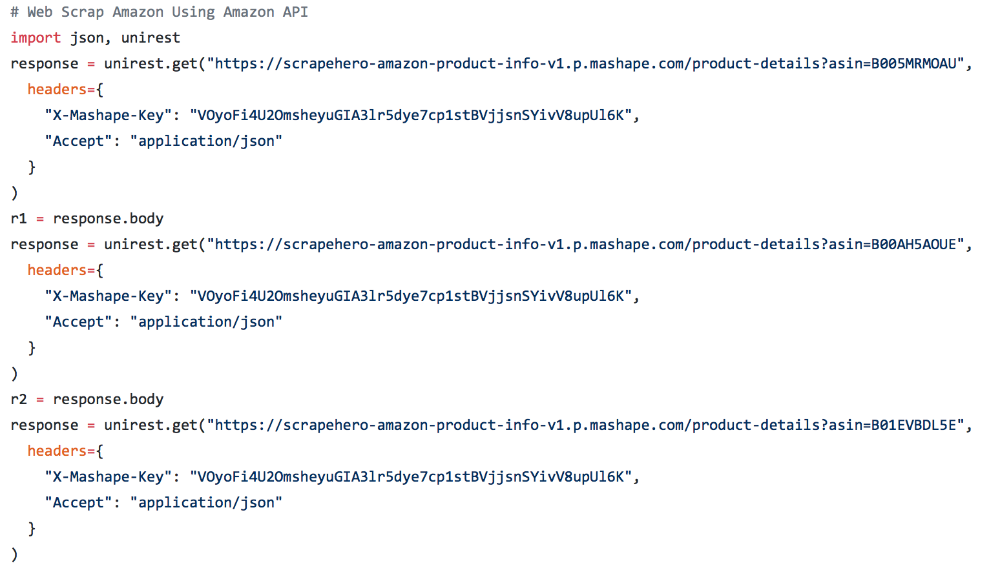 # Web Scrap Amazon Using Amazon API
import json, unirest
response = unirest.get("https://scrapehero-amazon-product-info-v1.p.mashape.com/product-details?asin=B005MRMOAU",
  headers={
    "X-Mashape-Key": "VOyoFi4U2OmsheyuGIA3lr5dye7cp1stBVjjsnSYivV8upUl6K",
    "Accept": "application/json"
  }
)
r1 = response.body
response = unirest.get("https://scrapehero-amazon-product-info-v1.p.mashape.com/product-details?asin=B00AH5AOUE",
  headers={
    "X-Mashape-Key": "VOyoFi4U2OmsheyuGIA3lr5dye7cp1stBVjjsnSYivV8upUl6K",
    "Accept": "application/json"
  }
)
r2 = response.body
response = unirest.get("https://scrapehero-amazon-product-info-v1.p.mashape.com/product-details?asin=B01EVBDL5E",
  headers={
    "X-Mashape-Key": "VOyoFi4U2OmsheyuGIA3lr5dye7cp1stBVjjsnSYivV8upUl6K",
    "Accept": "application/json"
  }
)